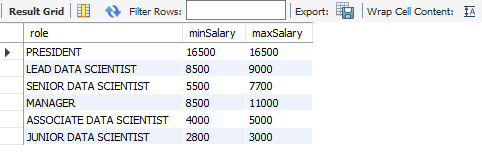 Result Grid Filter Rows: Export: Wrap Cell Content:
role minSalary maxSalary
PRESIDENT 16500 16500
LEAD DATA SCIENTIST 8500 9000
SENIOR DATA SCIENTIST 5500 7700
MANAGER 8500 11000
ASSOCIATE DATA SCIENTIST 4000 5000
JUNIOR DATA SCIENTIST 2800 3000